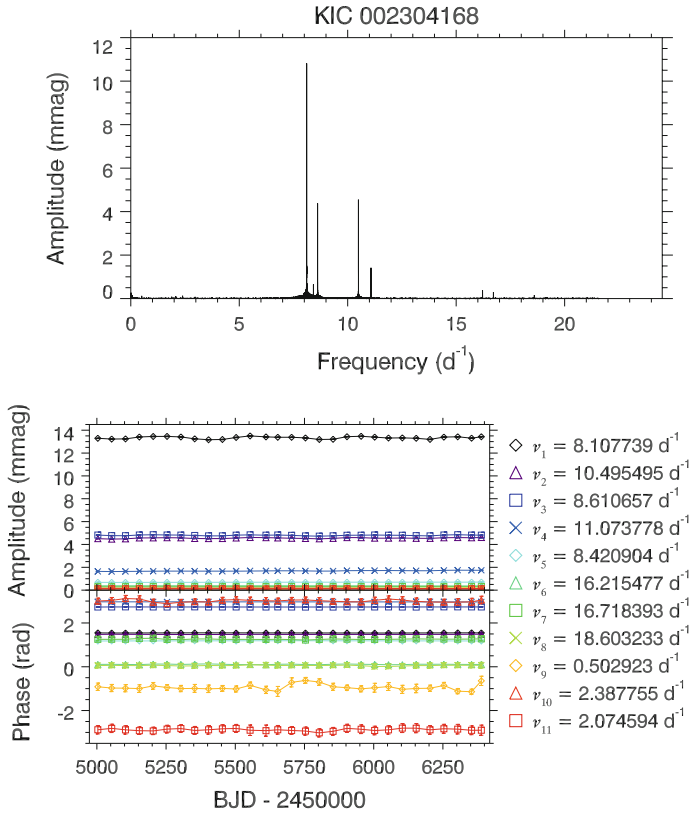 KIC 002304168
12
10
8
6
4
2
0
Amplitude (mmag)
0 5 10 15 20
Frequency (d⁻¹)
14
12
10
8
6
4
2
0
Amplitude (mmag)
2
0
-2
Phase (rad)
5000 5250 5500 5750 6000 6250
BJD - 2450000
ν₁ = 8.107739 d⁻¹
ν₂ = 10.495495 d⁻¹
ν₃ = 8.610657 d⁻¹
ν₄ = 11.073778 d⁻¹
ν₅ = 8.420904 d⁻¹
ν₆ = 16.215477 d⁻¹
ν₇ = 16.718393 d⁻¹
ν₈ = 18.603233 d⁻¹
ν₉ = 0.502923 d⁻¹
ν₁₀ = 2.387755 d⁻¹
ν₁₁ = 2.074594 d⁻¹